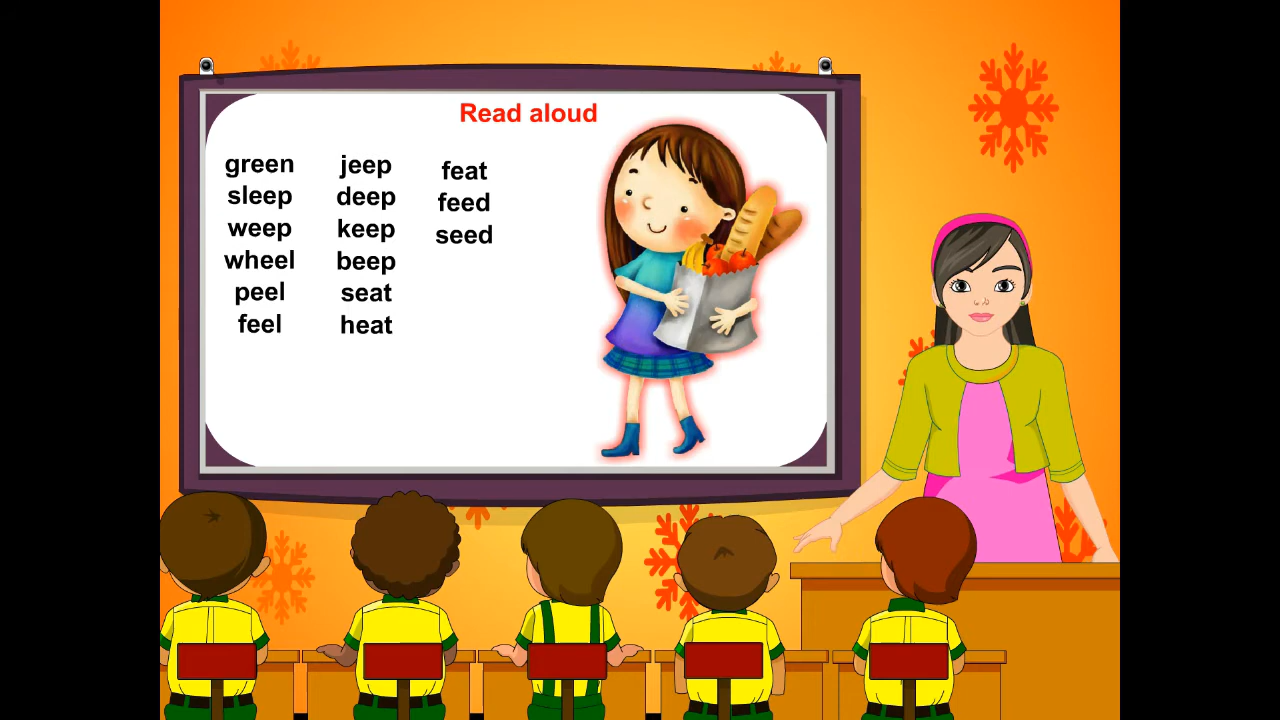 Read aloud
green
sleep
weep
wheel
peel
feel
jeep
deep
keep
beep
seat
heat
feat
feed
seed